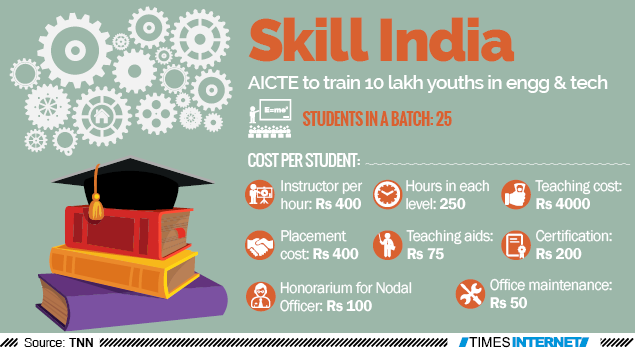 Skill India
AICTE to train 10 lakh youths in engg & tech
E=mc²
STUDENTS IN A BATCH: 25
COST PER STUDENT:
Instructor per
hour: Rs 400
Hours in each
level: 250
Teaching cost:
Rs 4000
Placement
cost: Rs 400
Teaching aids:
Rs 75
Certification:
Rs 200
Honorarium for Nodal
Officer: Rs 100
Office maintenance:
Rs 50
Source: TNN
TIMES INTERNET